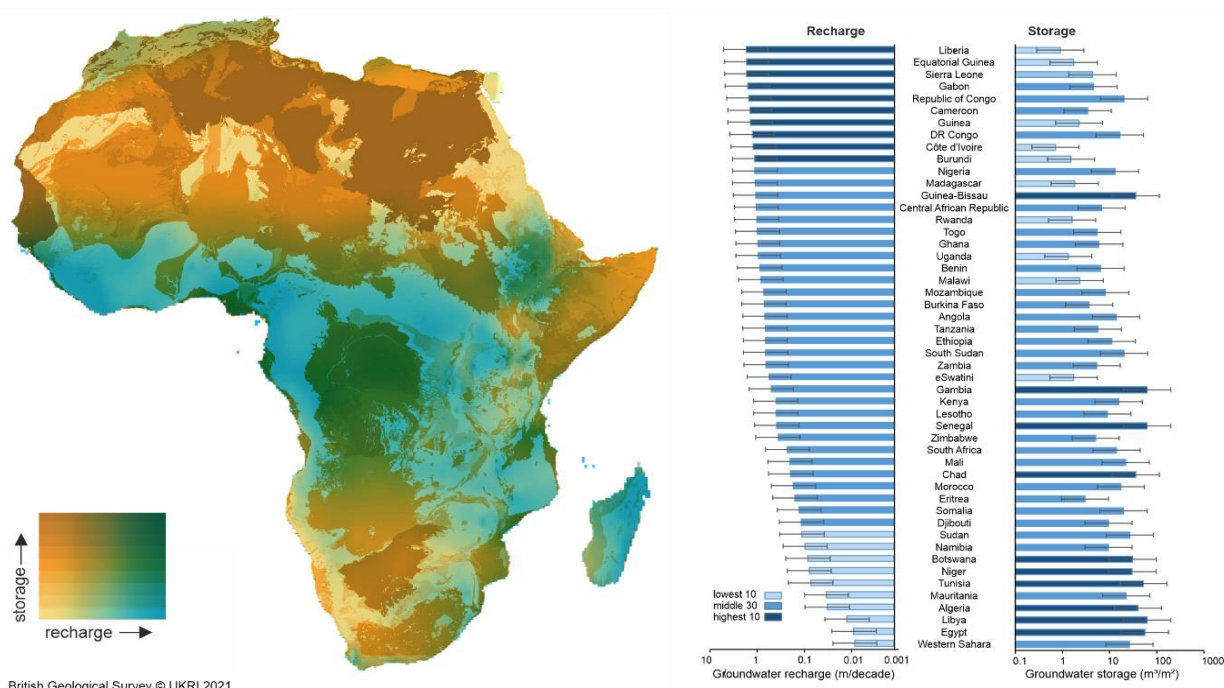 Recharge
Storage
Liberia
Equatorial Guinea
Sierra Leone
Gabon
Republic of Congo
Cameroon
Guinea
DR Congo
Côte d'Ivoire
Burundi
Nigeria
Madagascar
Guinea-Bissau
Central African Republic
Rwanda
Togo
Ghana
Uganda
Benin
Malawi
Mozambique
Burkina Faso
Angola
Tanzania
Ethiopia
South Sudan
Zambia
eSwatini
Gambia
Kenya
Lesotho
Senegal
Zimbabwe
South Africa
Mali
Chad
Morocco
Eritrea
Somalia
Djibouti
Sudan
Namibia
Botswana
Niger
Tunisia
Mauritania
Algeria
Libya
Egypt
Western Sahara
lowest 10
middle 30
highest 10
10 1 0.1 0.01 0.001
Groundwater recharge (m/decade)
0.1 1 10 100 1000
Groundwater storage (m³/m²)
storage
recharge
British Geological Survey © UKRI 2021